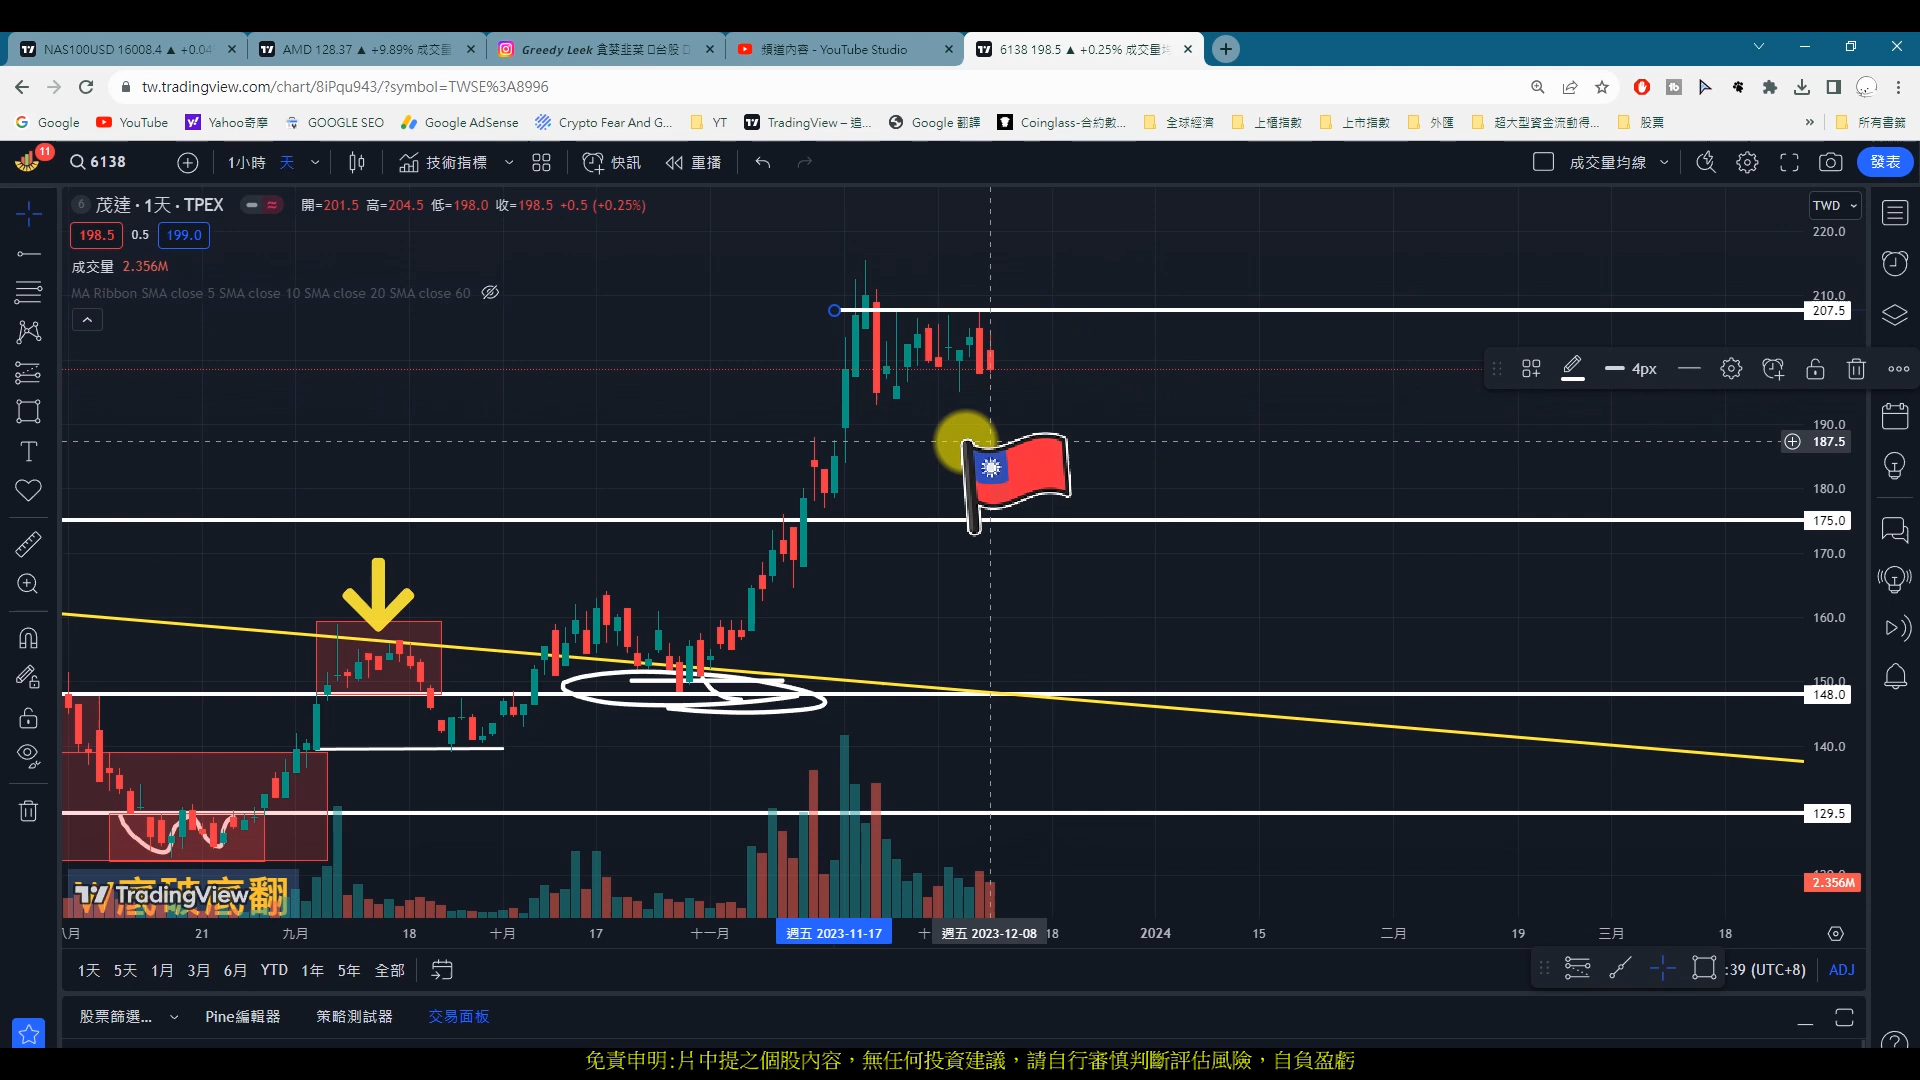 NAS100USD 16008.4 ▲ +0.04
AMD 128.37 ▲ +9.89% 成交量
Greedy Leek 貪婪韭菜
頻道內容 - YouTube Studio
6138 198.5 ▲ +0.25% 成交量均
tw.tradingview.com/chart/8iPqu943/?symbol=TWSE%3A8996
Google YouTube Yahoo奇摩 GOOGLE SEO Google AdSense Crypto Fear And G... YT TradingView – 追... Google 翻譯 Coinglass-合約數... 全球經濟 上櫃指數 上市指數 外匯 超大型資金流動得... 股票 » 所有書籤
11
6138 1小時 天 技術指標 快訊 重播 成交量均線 發表
6 茂達 · 1天 · TPEX 開=201.5 高=204.5 低=198.0 收=198.5 +0.5 (+0.25%)
TWD
198.5 0.5 199.0
220.0
成交量 2.356M
MA Ribbon SMA close 5 SMA close 10 SMA close 20 SMA close 60
210.0
207.5
4px
190.0
187.5
180.0
175.0
170.0
160.0
150.0
148.0
140.0
129.5
2.356M
W底破底翻
TradingView
八月 21 九月 18 十月 17 十一月 週五 2023-11-17 十 週五 2023-12-08 18 2024 15 二月 19 三月 18
1天 5天 1月 3月 6月 YTD 1年 5年 全部
:39 (UTC+8) ADJ
股票篩選... Pine編輯器 策略測試器 交易面板
免責申明:片中提之個股內容，無任何投資建議，請自行審慎判斷評估風險，自負盈虧